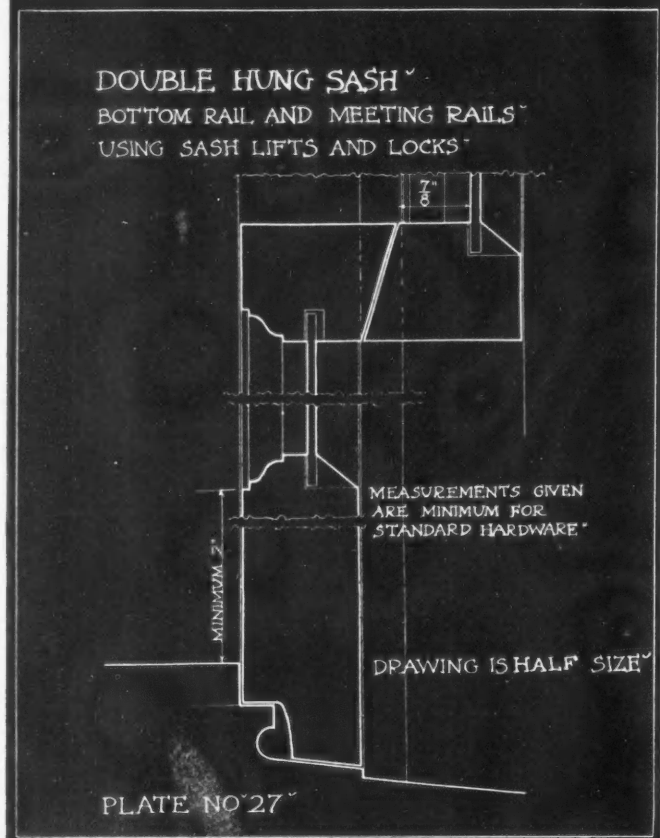 DOUBLE HUNG SASH
BOTTOM RAIL AND MEETING RAILS
USING SASH LIFTS AND LOCKS
7"
8
MEASUREMENTS GIVEN
ARE MINIMUM FOR
STANDARD HARDWARE"
MINIMUM 2"
DRAWING IS HALF SIZE
PLATE NO 27